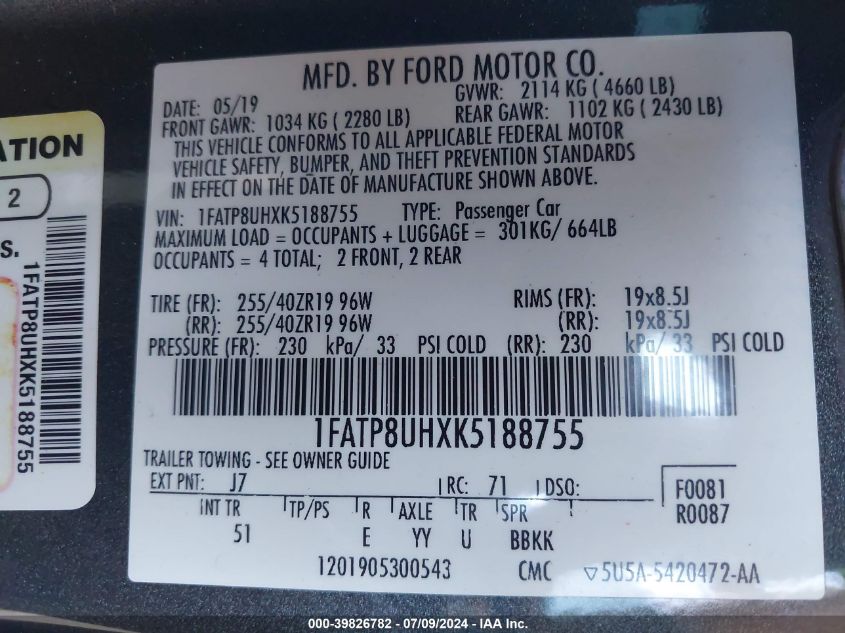 ATION
2
S.
1FATP8UHXK5188755
MFD. BY FORD MOTOR CO.
DATE: 05/19 GVWR: 2114 KG ( 4660 LB)
FRONT GAWR: 1034 KG ( 2280 LB) REAR GAWR: 1102 KG ( 2430 LB)
THIS VEHICLE CONFORMS TO ALL APPLICABLE FEDERAL MOTOR
VEHICLE SAFETY, BUMPER, AND THEFT PREVENTION STANDARDS
IN EFFECT ON THE DATE OF MANUFACTURE SHOWN ABOVE.
VIN: 1FATP8UHXK5188755 TYPE: Passenger Car
MAXIMUM LOAD = OCCUPANTS + LUGGAGE = 301KG/ 664LB
OCCUPANTS = 4 TOTAL; 2 FRONT, 2 REAR
TIRE (FR): 255/40ZR19 96W RIMS (FR): 19x8.5J
(RR): 255/40ZR19 96W (RR): 19x8.5J
PRESSURE (FR): 230 kPa/ 33 PSI COLD (RR): 230 kPa/ 33 PSI COLD
1FATP8UHXK5188755
TRAILER TOWING - SEE OWNER GUIDE
EXT PNT: J7 RC: 71 DSO: F0081
INT TR TP/PS R AXLE TR SPR R0087
51 E YY U BBKK
1201905300543 CMC ▽5U5A-5420472-AA
000-39826782 - 07/09/2024 - IAA Inc.